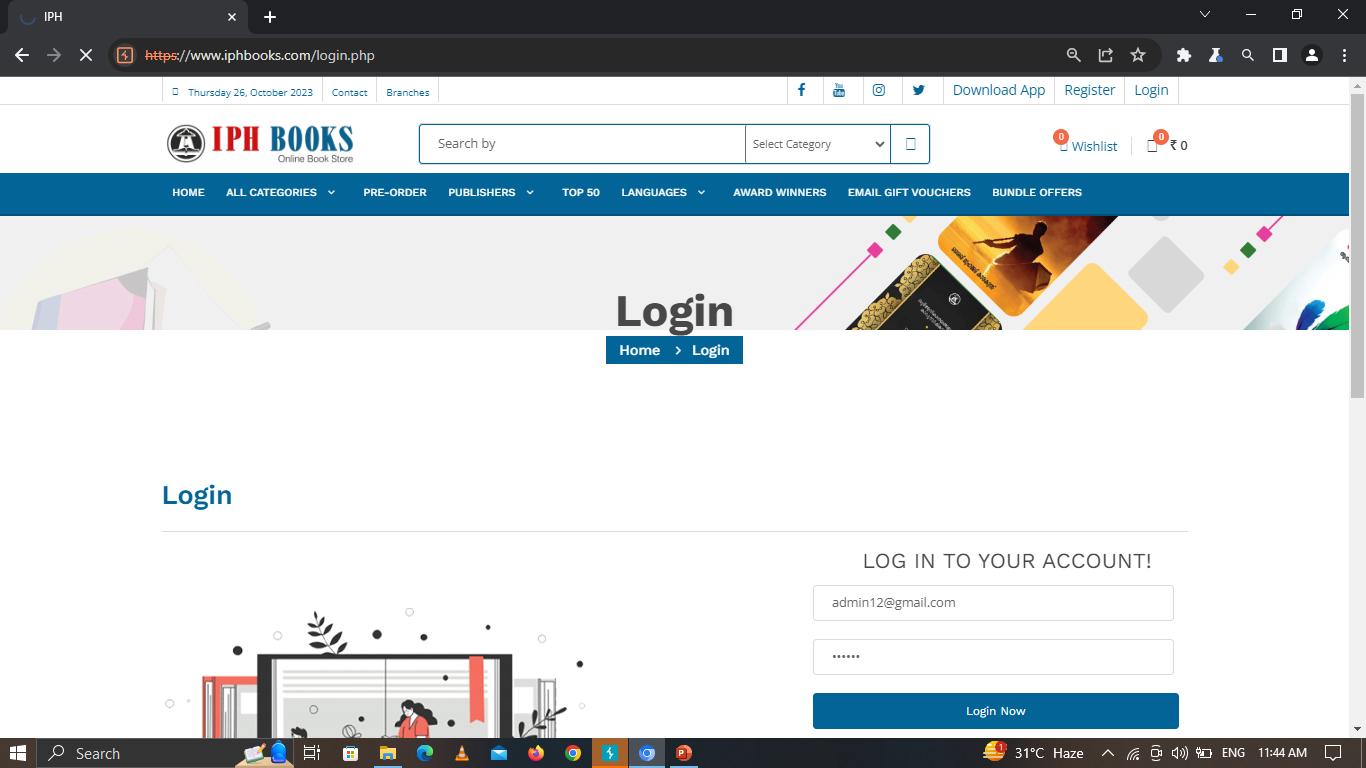 IPH
https://www.iphbooks.com/login.php
Thursday 26, October 2023 Contact Branches
You Tube
Download App Register Login
IPH BOOKS
Online Book Store
Search by Select Category
0 Wishlist 0 ₹ 0
HOME ALL CATEGORIES PRE-ORDER PUBLISHERS TOP 50 LANGUAGES AWARD WINNERS EMAIL GIFT VOUCHERS BUNDLE OFFERS
Login
Home > Login
Login
LOG IN TO YOUR ACCOUNT!
admin12@gmail.com
••••••
Login Now
Search 1 31°C Haze ENG 11:44 AM